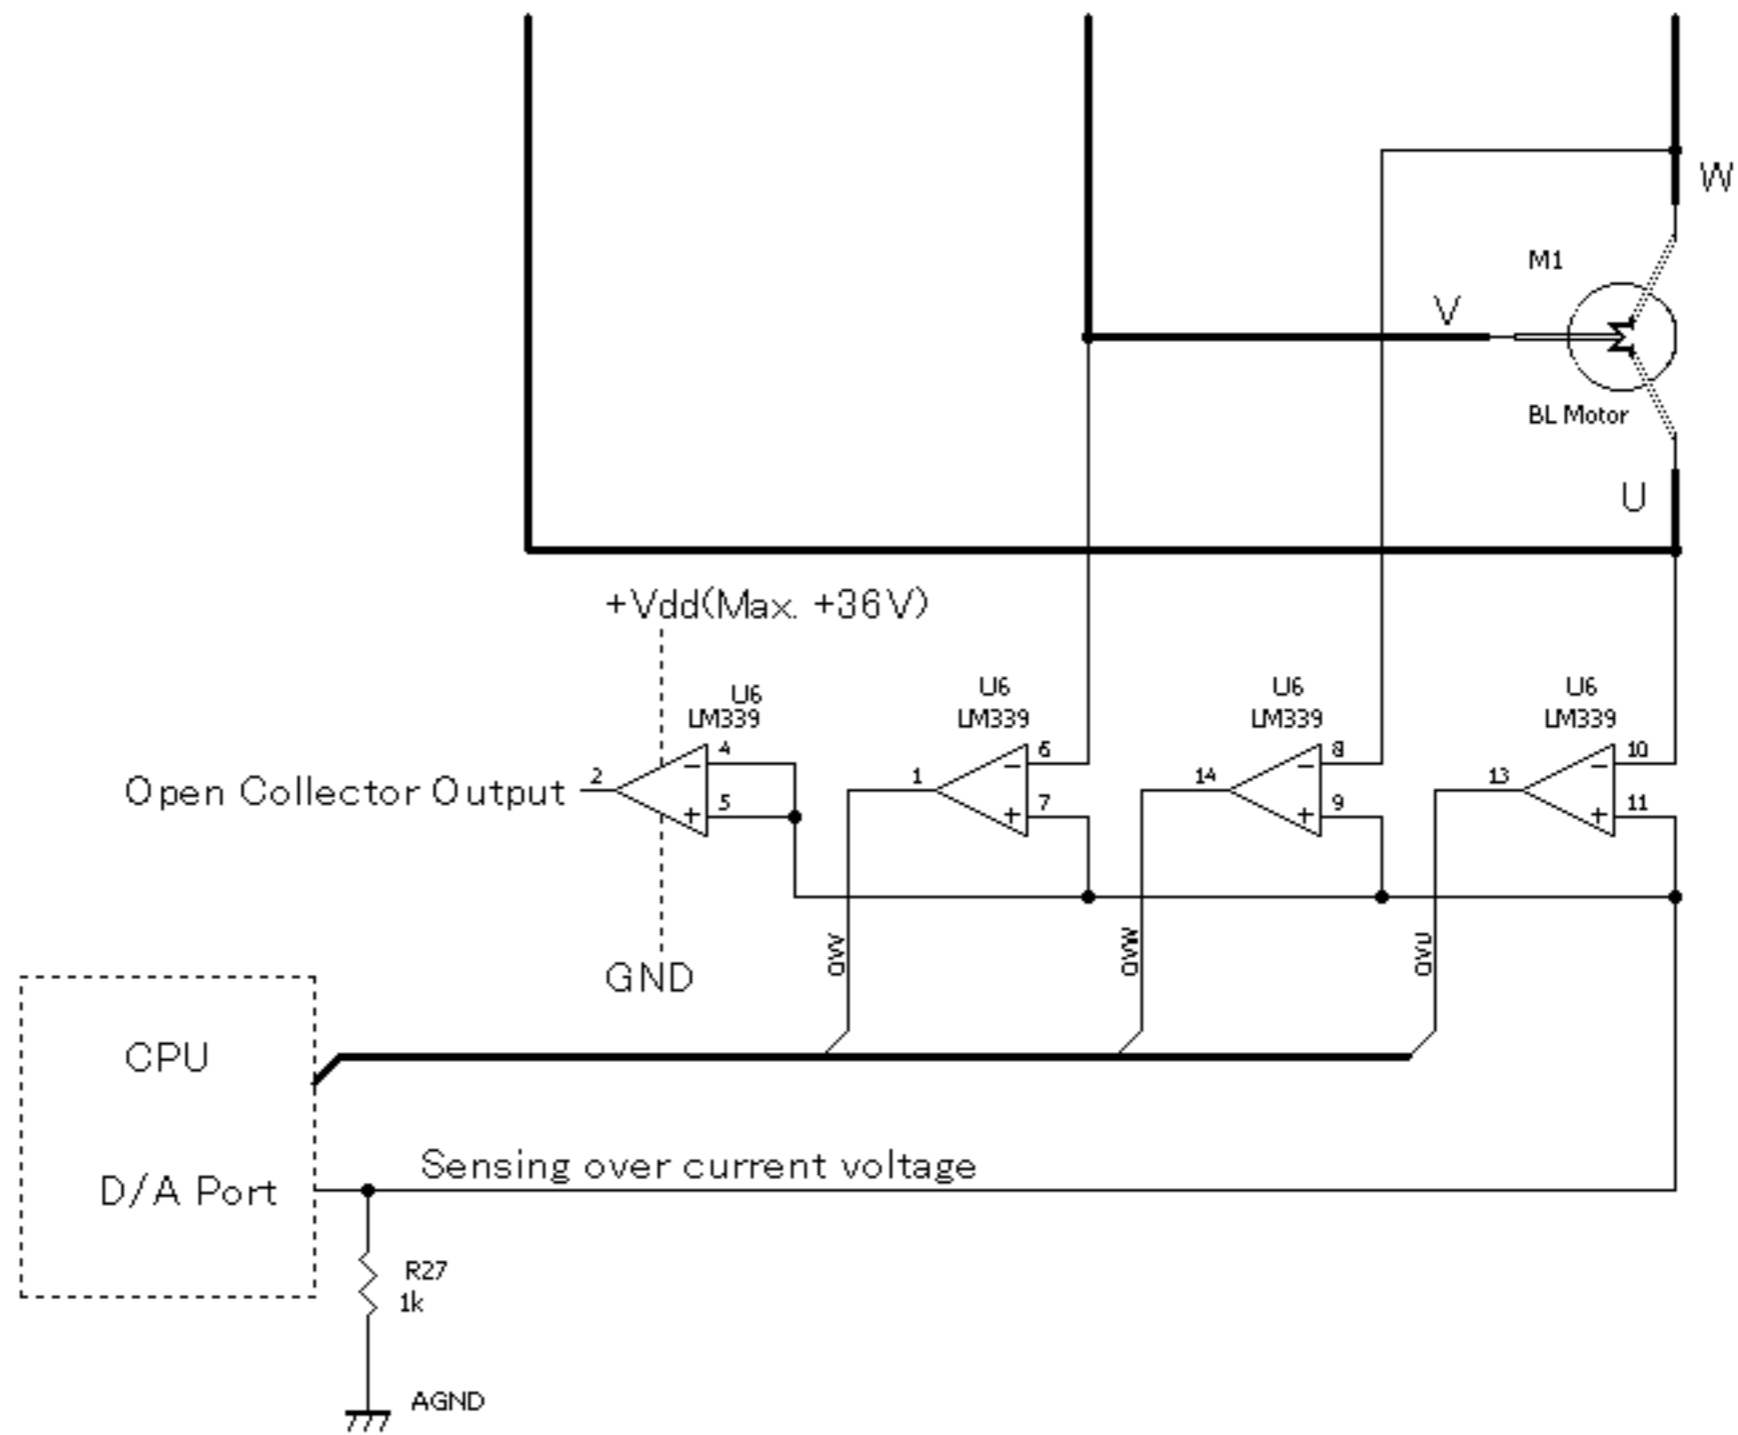 W
M1
V
BL Motor
U
+Vdd(Max. +36V)
U6
LM339
4
5
2
U6
LM339
6
7
1
U6
LM339
8
9
14
U6
LM339
10
11
13
- 
+
-
+
-
+
-
+
Open Collector Output
OVV
OVW
OVU
GND
CPU
D/A Port
Sensing over current voltage
R27
1k
AGND